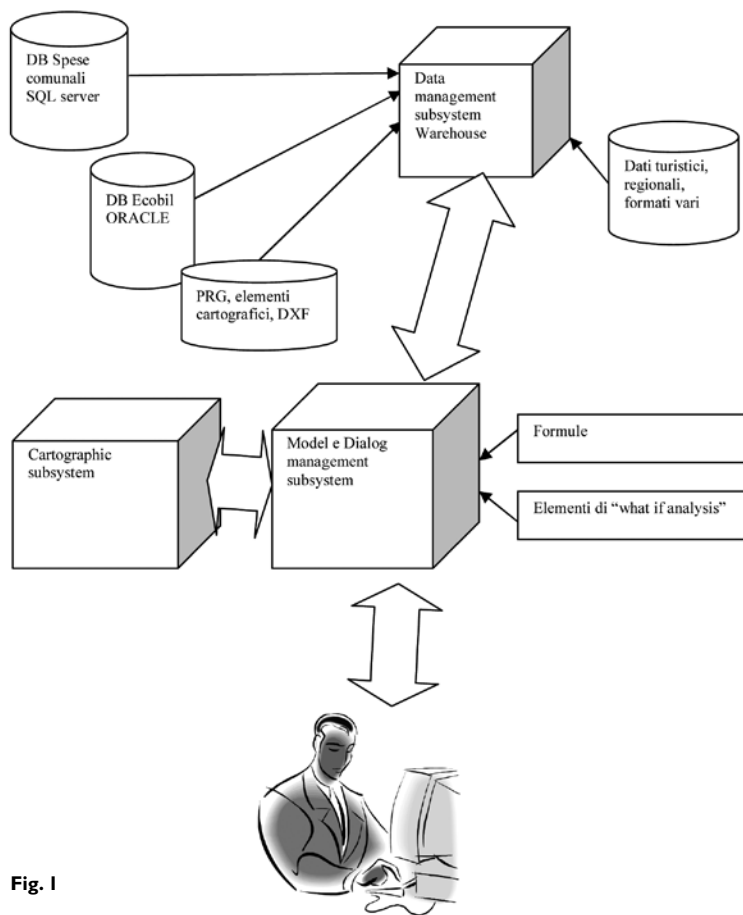 DB Spese
comunali
SQL server
Data
management
subsystem
Warehouse
Dati turistici,
regionali,
formati vari
DB Ecobil
ORACLE
PRG, elementi
cartografici, DXF
Cartographic
subsystem
Model e Dialog
management
subsystem
Formule
Elementi di “what if analysis”
Fig. 1